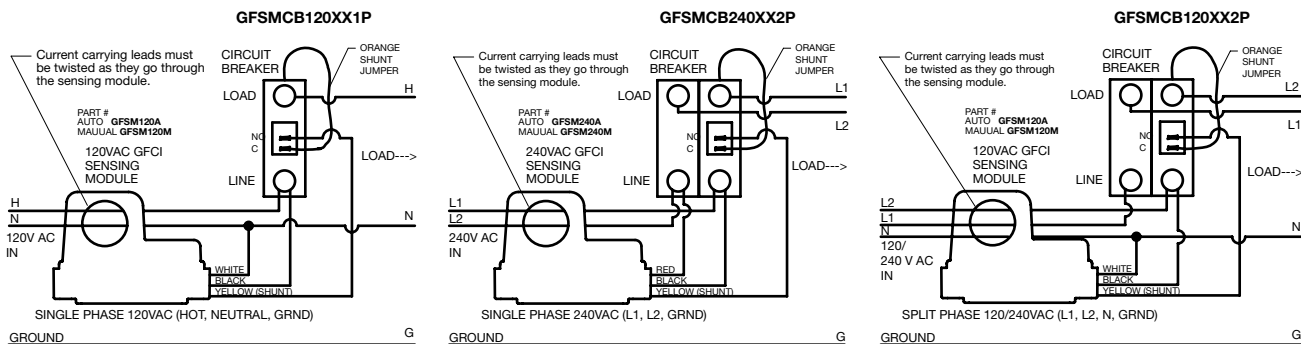 GFSMCB120XX1P
Current carrying leads must
be twisted as they go through
the sensing module.
CIRCUIT
BREAKER
ORANGE
SHUNT
JUMPER
LOAD
H
PART #
AUTO GFSM120A
MAUUAL GFSM120M
NO
C
120VAC GFCI
SENSING
MODULE
LOAD--->
LINE
H
N
N
120V AC
IN
WHITE
BLACK
YELLOW (SHUNT)
SINGLE PHASE 120VAC (HOT, NEUTRAL, GRND)
GROUND
G
GFSMCB240XX2P
Current carrying leads must
be twisted as they go through
the sensing module.
CIRCUIT
BREAKER
ORANGE
SHUNT
JUMPER
LOAD
L1
L2
PART #
AUTO GFSM240A
MAUUAL GFSM240M
NO
C
240VAC GFCI
SENSING
MODULE
LOAD--->
LINE
L1
L2
240V AC
IN
RED
BLACK
YELLOW (SHUNT)
SINGLE PHASE 240VAC (L1, L2, GRND)
GROUND
G
GFSMCB120XX2P
Current carrying leads must
be twisted as they go through
the sensing module.
CIRCUIT
BREAKER
ORANGE
SHUNT
JUMPER
LOAD
L2
L1
PART #
AUTO GFSM120A
MAUUAL GFSM120M
NO
C
120VAC GFCI
SENSING
MODULE
LOAD--->
LINE
L2
L1
N
N
120/
240 V AC
IN
WHITE
BLACK
YELLOW (SHUNT)
SPLIT PHASE 120/240VAC (L1, L2, N, GRND)
GROUND
G